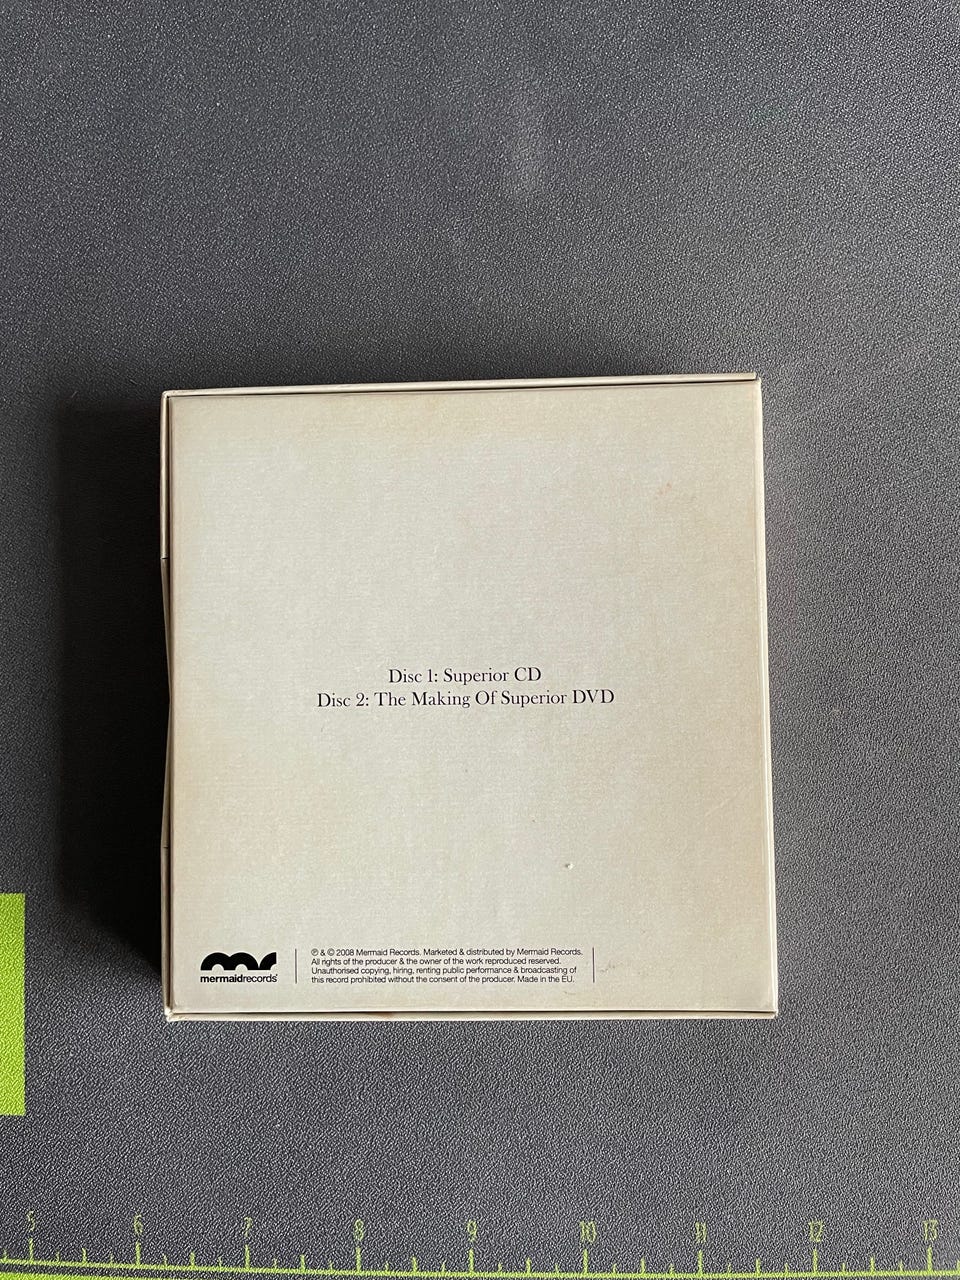 Disc 1: Superior CD
Disc 2: The Making Of Superior DVD
mermaidrecords
℗ & © 2008 Mermaid Records. Marketed & distributed by Mermaid Records.
All rights of the producer & the owner of the work reproduced reserved.
Unauthorised copying, hiring, renting public performance & broadcasting of
this record prohibited without the consent of the producer. Made in the EU.
5 6 7 8 9 10 11 12 13